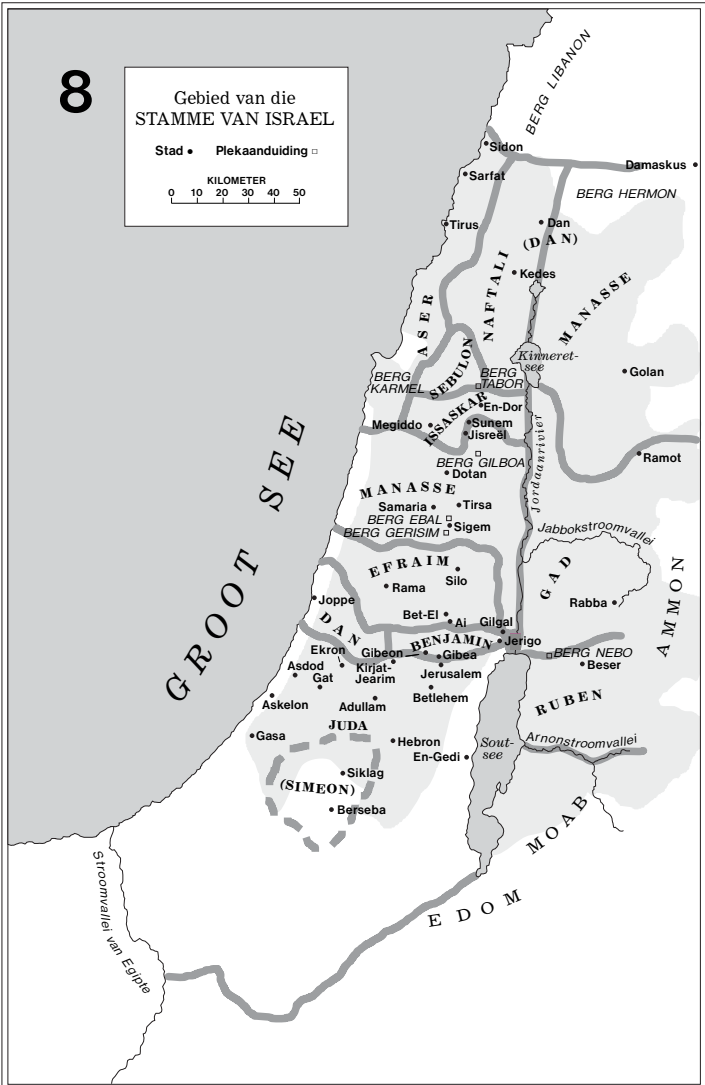 8
Gebied van die
STAMME VAN ISRAEL
Stad Plekaanduiding
KILOMETER
0 10 20 30 40 50
BERG LIBANON
Sidon
Damaskus
Sarfat
BERG HERMON
Tirus
Dan
(DAN)
Kedes
NAFTALI
MANASSE
ASER
SEBULON
Kinneret-
see
Golan
BERG
KARMEL
BERG
TABOR
ISSASKAR
En-Dor
Megiddo
Sunem
Jisreël
BERG GILBOA
Ramot
Dotan
Jordaanrivier
MANASSE
Samaria
Tirsa
BERG EBAL
Sigem
BERG GERISIM
Jabbokstroomvallei
GROOT SEE
EFRAIM
Silo
Rama
GAD
AMMON
Joppe
Rabba
Bet-El
Ai
Gilgal
DAN
BENJAMIN
Jerigo
Ekron
Gibeon
Gibea
BERG NEBO
Beser
Asdod
Kirjat-
Jearim
Jerusalem
Gat
Askelon
Adullam
Betlehem
RUBEN
JUDA
Gasa
Hebron
Sout-
see
Arnonstroomvallei
En-Gedi
Siklag
(SIMEON)
Berseba
MOAB
EDOM
Stroomvallei van Egipte